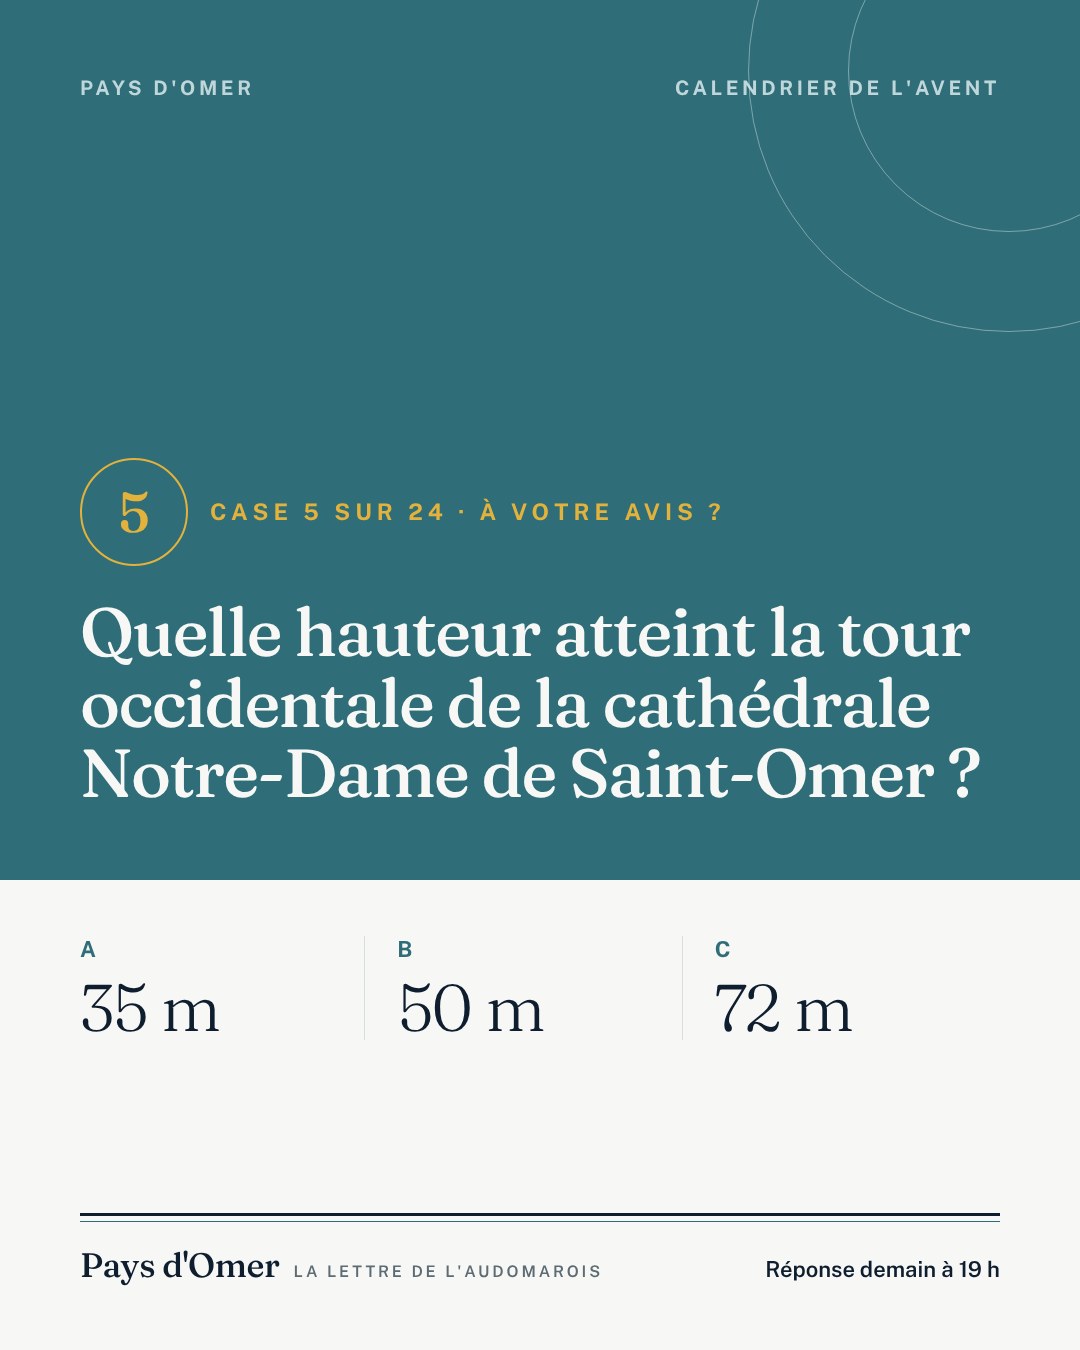 PAYS D'OMER
CALENDRIER DE L'AVENT
5
CASE 5 SUR 24 · À VOTRE AVIS ?
Quelle hauteur atteint la tour
occidentale de la cathédrale
Notre-Dame de Saint-Omer ?
A
35 m
B
50 m
C
72 m
Pays d'Omer LA LETTRE DE L'AUDOMAROIS
Réponse demain à 19 h